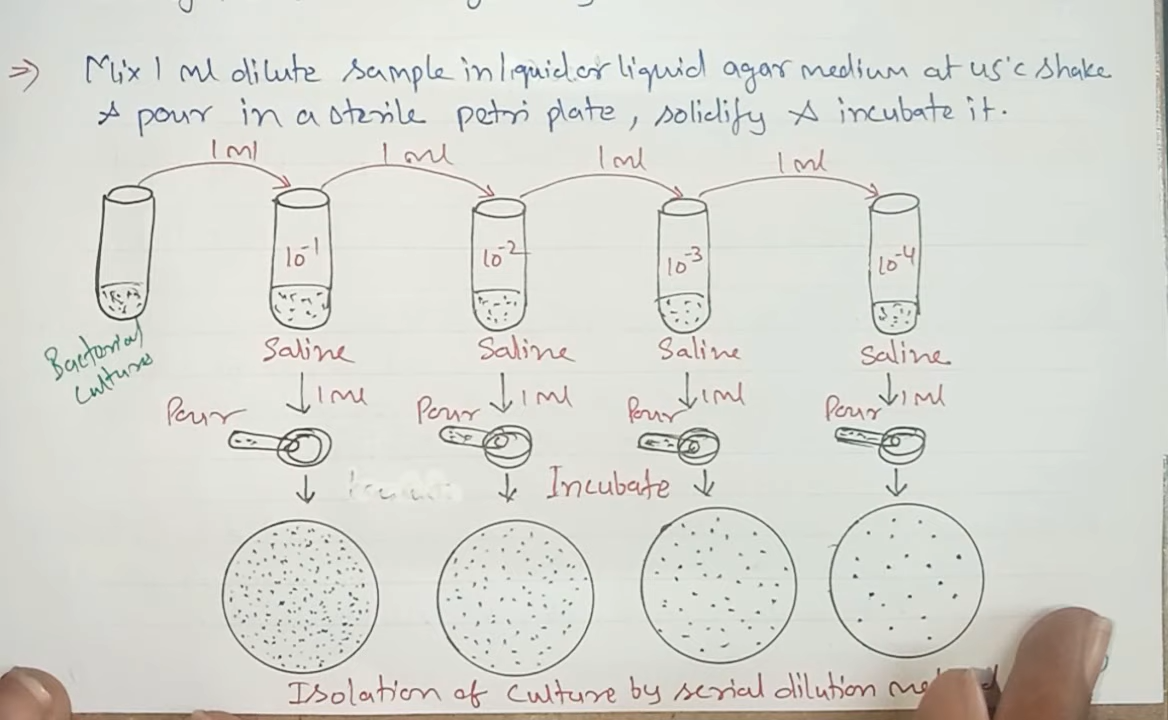 ⇒ Mix 1 ml dilute sample in liquid or liquid agar medium at 45°c shake
& pour in a sterile petri plate, solidify & incubate it.
1 ml 1 ml 1 ml 1 ml
10⁻¹ 10⁻² 10⁻³ 10⁻⁴
Bacterial
culture
Saline Saline Saline Saline
1 ml 1 ml 1 ml 1 ml
Pour Pour Pour Pour
Incubate
Isolation of culture by serial dilution